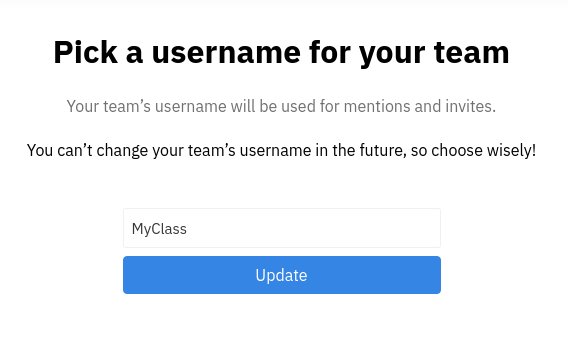 Pick a username for your team
Your team’s username will be used for mentions and invites.
You can’t change your team’s username in the future, so choose wisely!
MyClass
Update